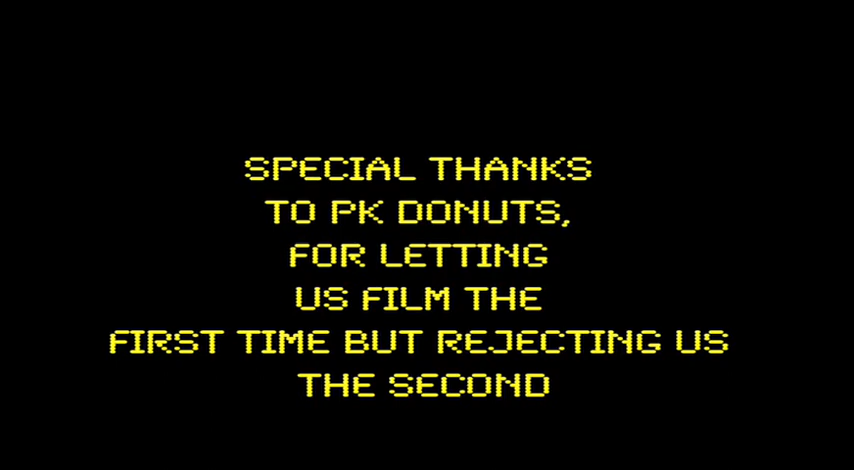 SPECIAL THANKS
TO PK DONUTS,
FOR LETTING
US FILM THE
FIRST TIME BUT REJECTING US
THE SECOND